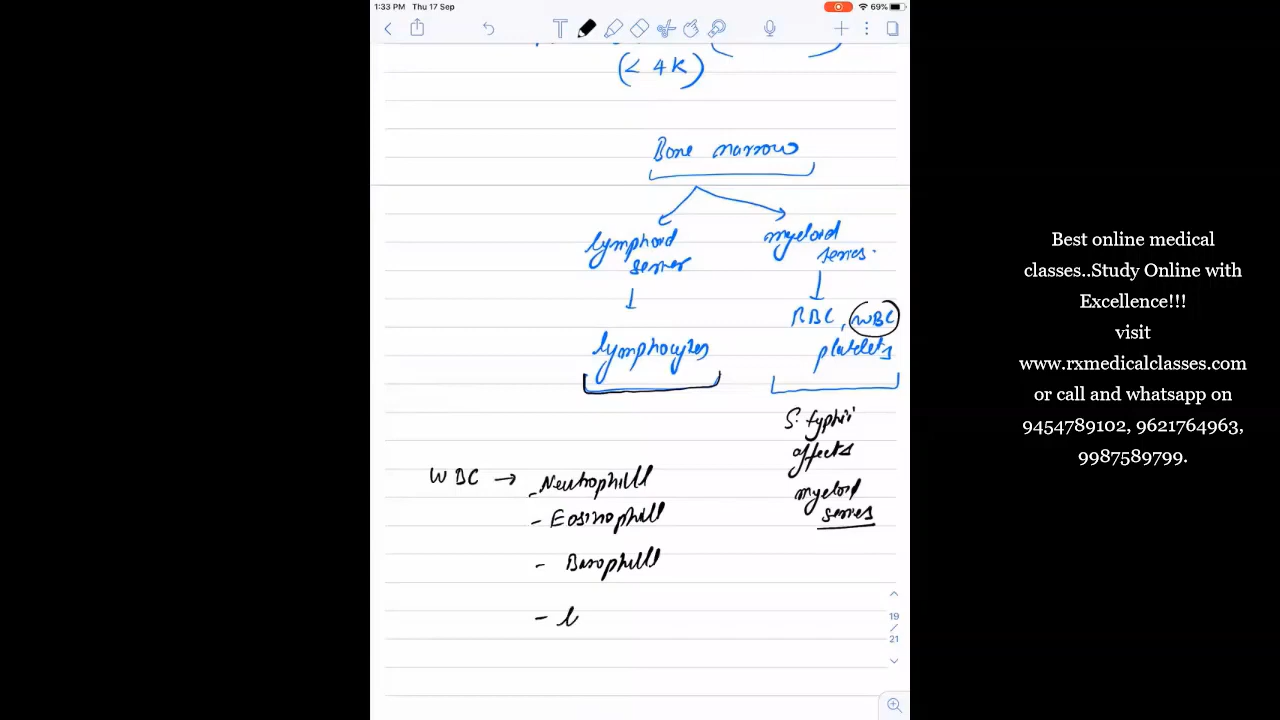 1:33 PM Thu 17 Sep
69%
(< 4K)
Bone marrow
lymphoid
series
myeloid
series.
RBC, WBC
platelets
lymphocytes
S. typhii
affects
myeloid
series
WBC → - Neutrophill
- Eosinophill
- Basophill
- l
19
/
21
Best online medical
classes..Study Online with
Excellence!!!
visit
www.rxmedicalclasses.com
or call and whatsapp on
9454789102, 9621764963,
9987589799.